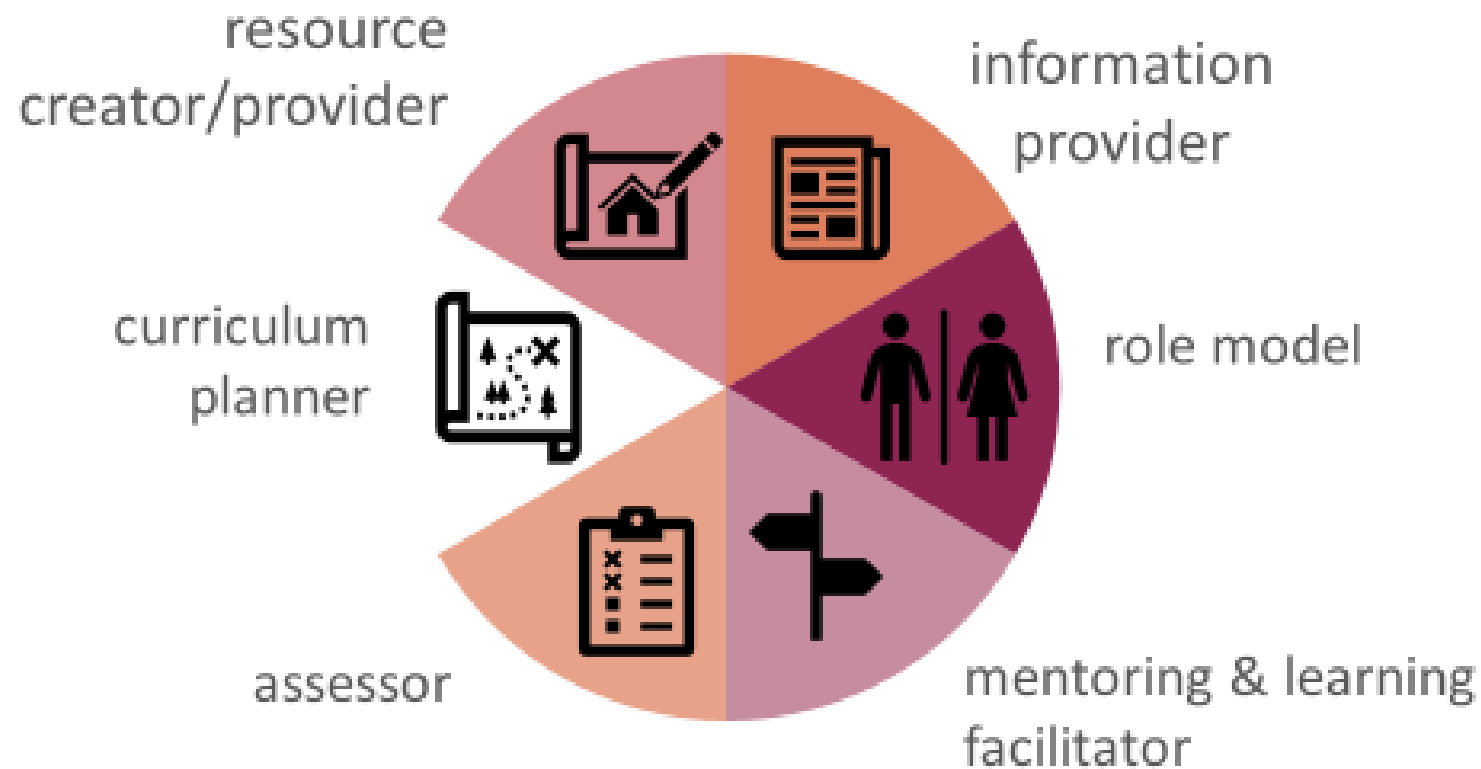 resource
creator/provider
information
provider
curriculum
planner
role model
assessor
mentoring & learning
facilitator